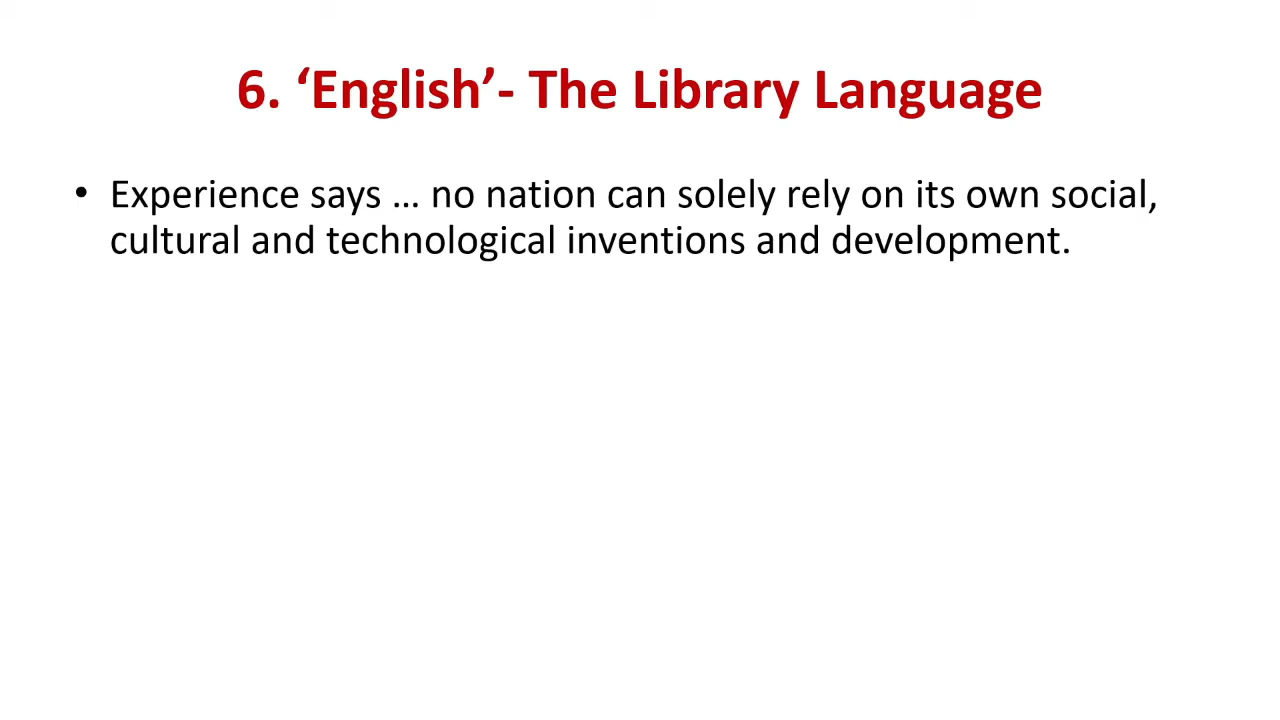 6. ‘English’- The Library Language
• Experience says … no nation can solely rely on its own social,
cultural and technological inventions and development.